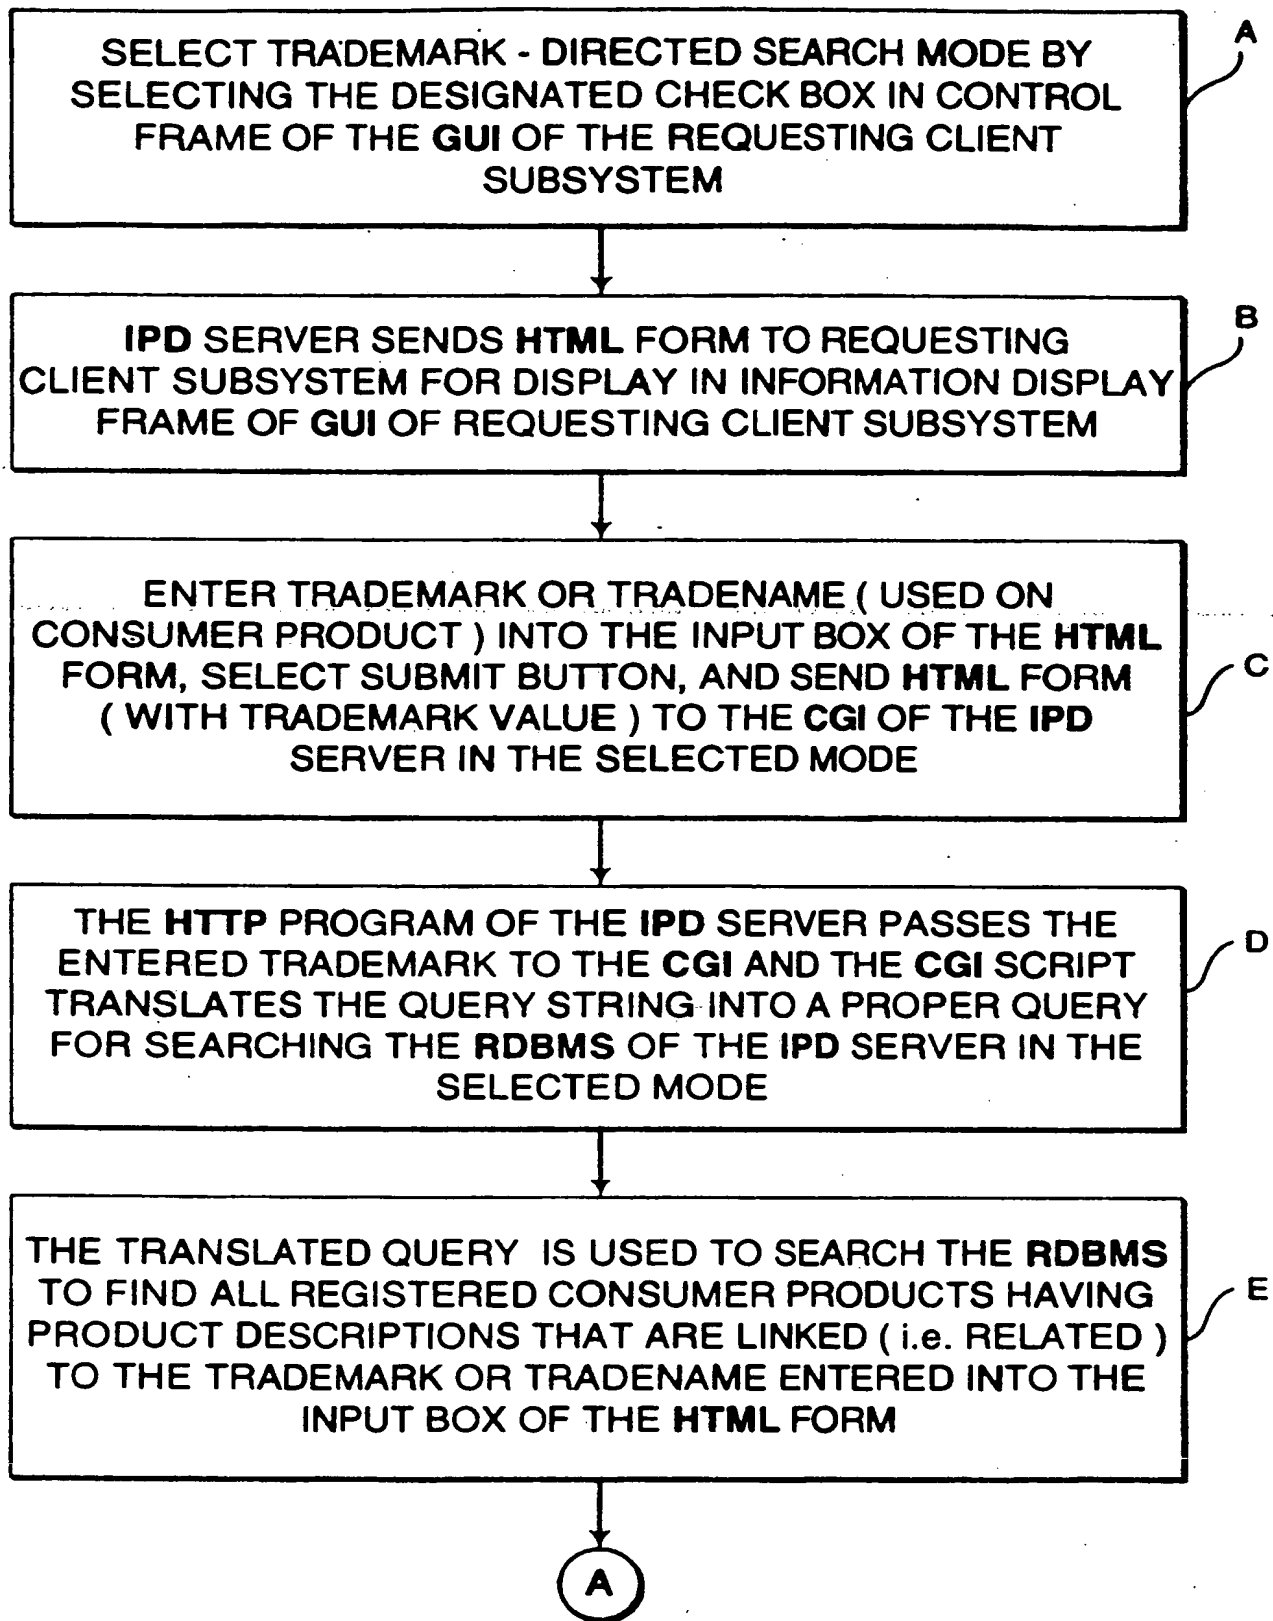 SELECT TRADEMARK - DIRECTED SEARCH MODE BY
SELECTING THE DESIGNATED CHECK BOX IN CONTROL
FRAME OF THE GUI OF THE REQUESTING CLIENT
SUBSYSTEM
A
IPD SERVER SENDS HTML FORM TO REQUESTING
CLIENT SUBSYSTEM FOR DISPLAY IN INFORMATION DISPLAY
FRAME OF GUI OF REQUESTING CLIENT SUBSYSTEM
B
ENTER TRADEMARK OR TRADENAME ( USED ON
CONSUMER PRODUCT ) INTO THE INPUT BOX OF THE HTML
FORM, SELECT SUBMIT BUTTON, AND SEND HTML FORM
( WITH TRADEMARK VALUE ) TO THE CGI OF THE IPD
SERVER IN THE SELECTED MODE
C
THE HTTP PROGRAM OF THE IPD SERVER PASSES THE
ENTERED TRADEMARK TO THE CGI AND THE CGI SCRIPT
TRANSLATES THE QUERY STRING INTO A PROPER QUERY
FOR SEARCHING THE RDBMS OF THE IPD SERVER IN THE
SELECTED MODE
D
THE TRANSLATED QUERY IS USED TO SEARCH THE RDBMS
TO FIND ALL REGISTERED CONSUMER PRODUCTS HAVING
PRODUCT DESCRIPTIONS THAT ARE LINKED ( i.e. RELATED )
TO THE TRADEMARK OR TRADENAME ENTERED INTO THE
INPUT BOX OF THE HTML FORM
E
A